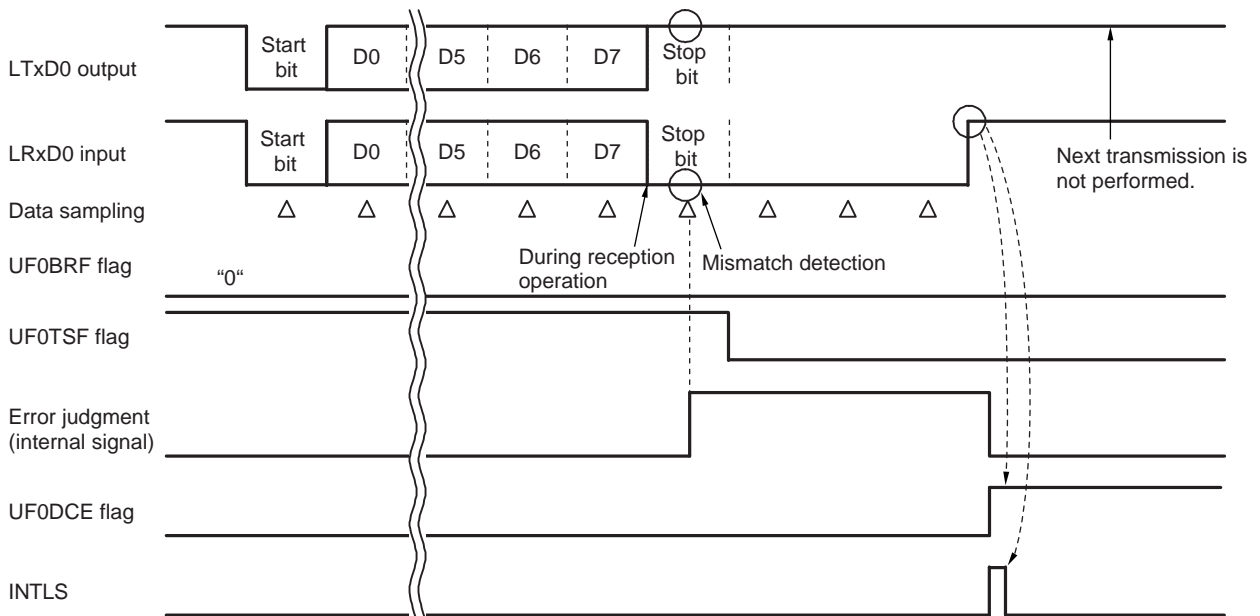 LTxD0 output
Start
bit
D0
D5
D6
D7
Stop
bit
LRxD0 input
Start
bit
D0
D5
D6
D7
Stop
bit
Next transmission is
not performed.
Data sampling
During reception
operation
Mismatch detection
UF0BRF flag
“0“
UF0TSF flag
Error judgment
(internal signal)
UF0DCE flag
INTLS